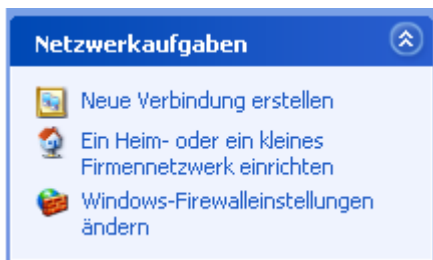 Netzwerkaufgaben
Neue Verbindung erstellen
Ein Heim- oder ein kleines
Firmennetzwerk einrichten
Windows-Firewalleinstellungen
ändern